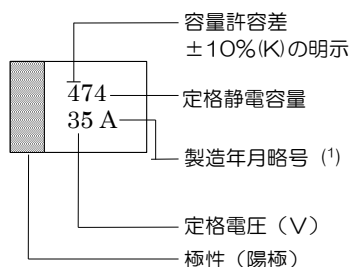 容量許容差
±10%(K)の明示
474
定格静電容量
35 A
製造年月略号 (1)
定格電圧(V)
極性(陽極)